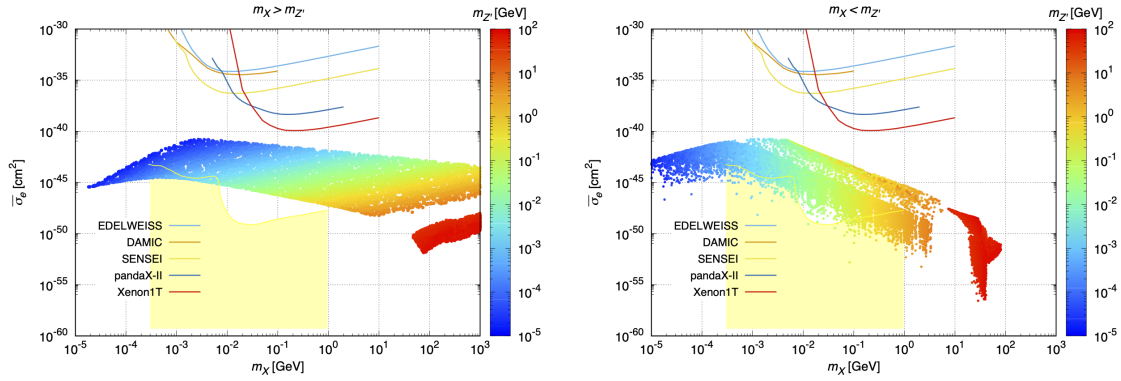 m_X > m_Z'
m_Z' [GeV]
10^-30
10^-35
10^-40
10^-45
10^-50
10^-55
10^-60
σ̅_e [cm^2]
EDELWEISS
DAMIC
SENSEI
pandaX-II
Xenon1T
10^-5 10^-4 10^-3 10^-2 10^-1 10^0 10^1 10^2 10^3
m_X [GeV]
10^2
10^1
10^0
10^-1
10^-2
10^-3
10^-4
10^-5
m_X < m_Z'
m_Z' [GeV]
10^-30
10^-35
10^-40
10^-45
10^-50
10^-55
10^-60
σ̅_e [cm^2]
EDELWEISS
DAMIC
SENSEI
pandaX-II
Xenon1T
10^-5 10^-4 10^-3 10^-2 10^-1 10^0 10^1 10^2 10^3
m_X [GeV]
10^2
10^1
10^0
10^-1
10^-2
10^-3
10^-4
10^-5